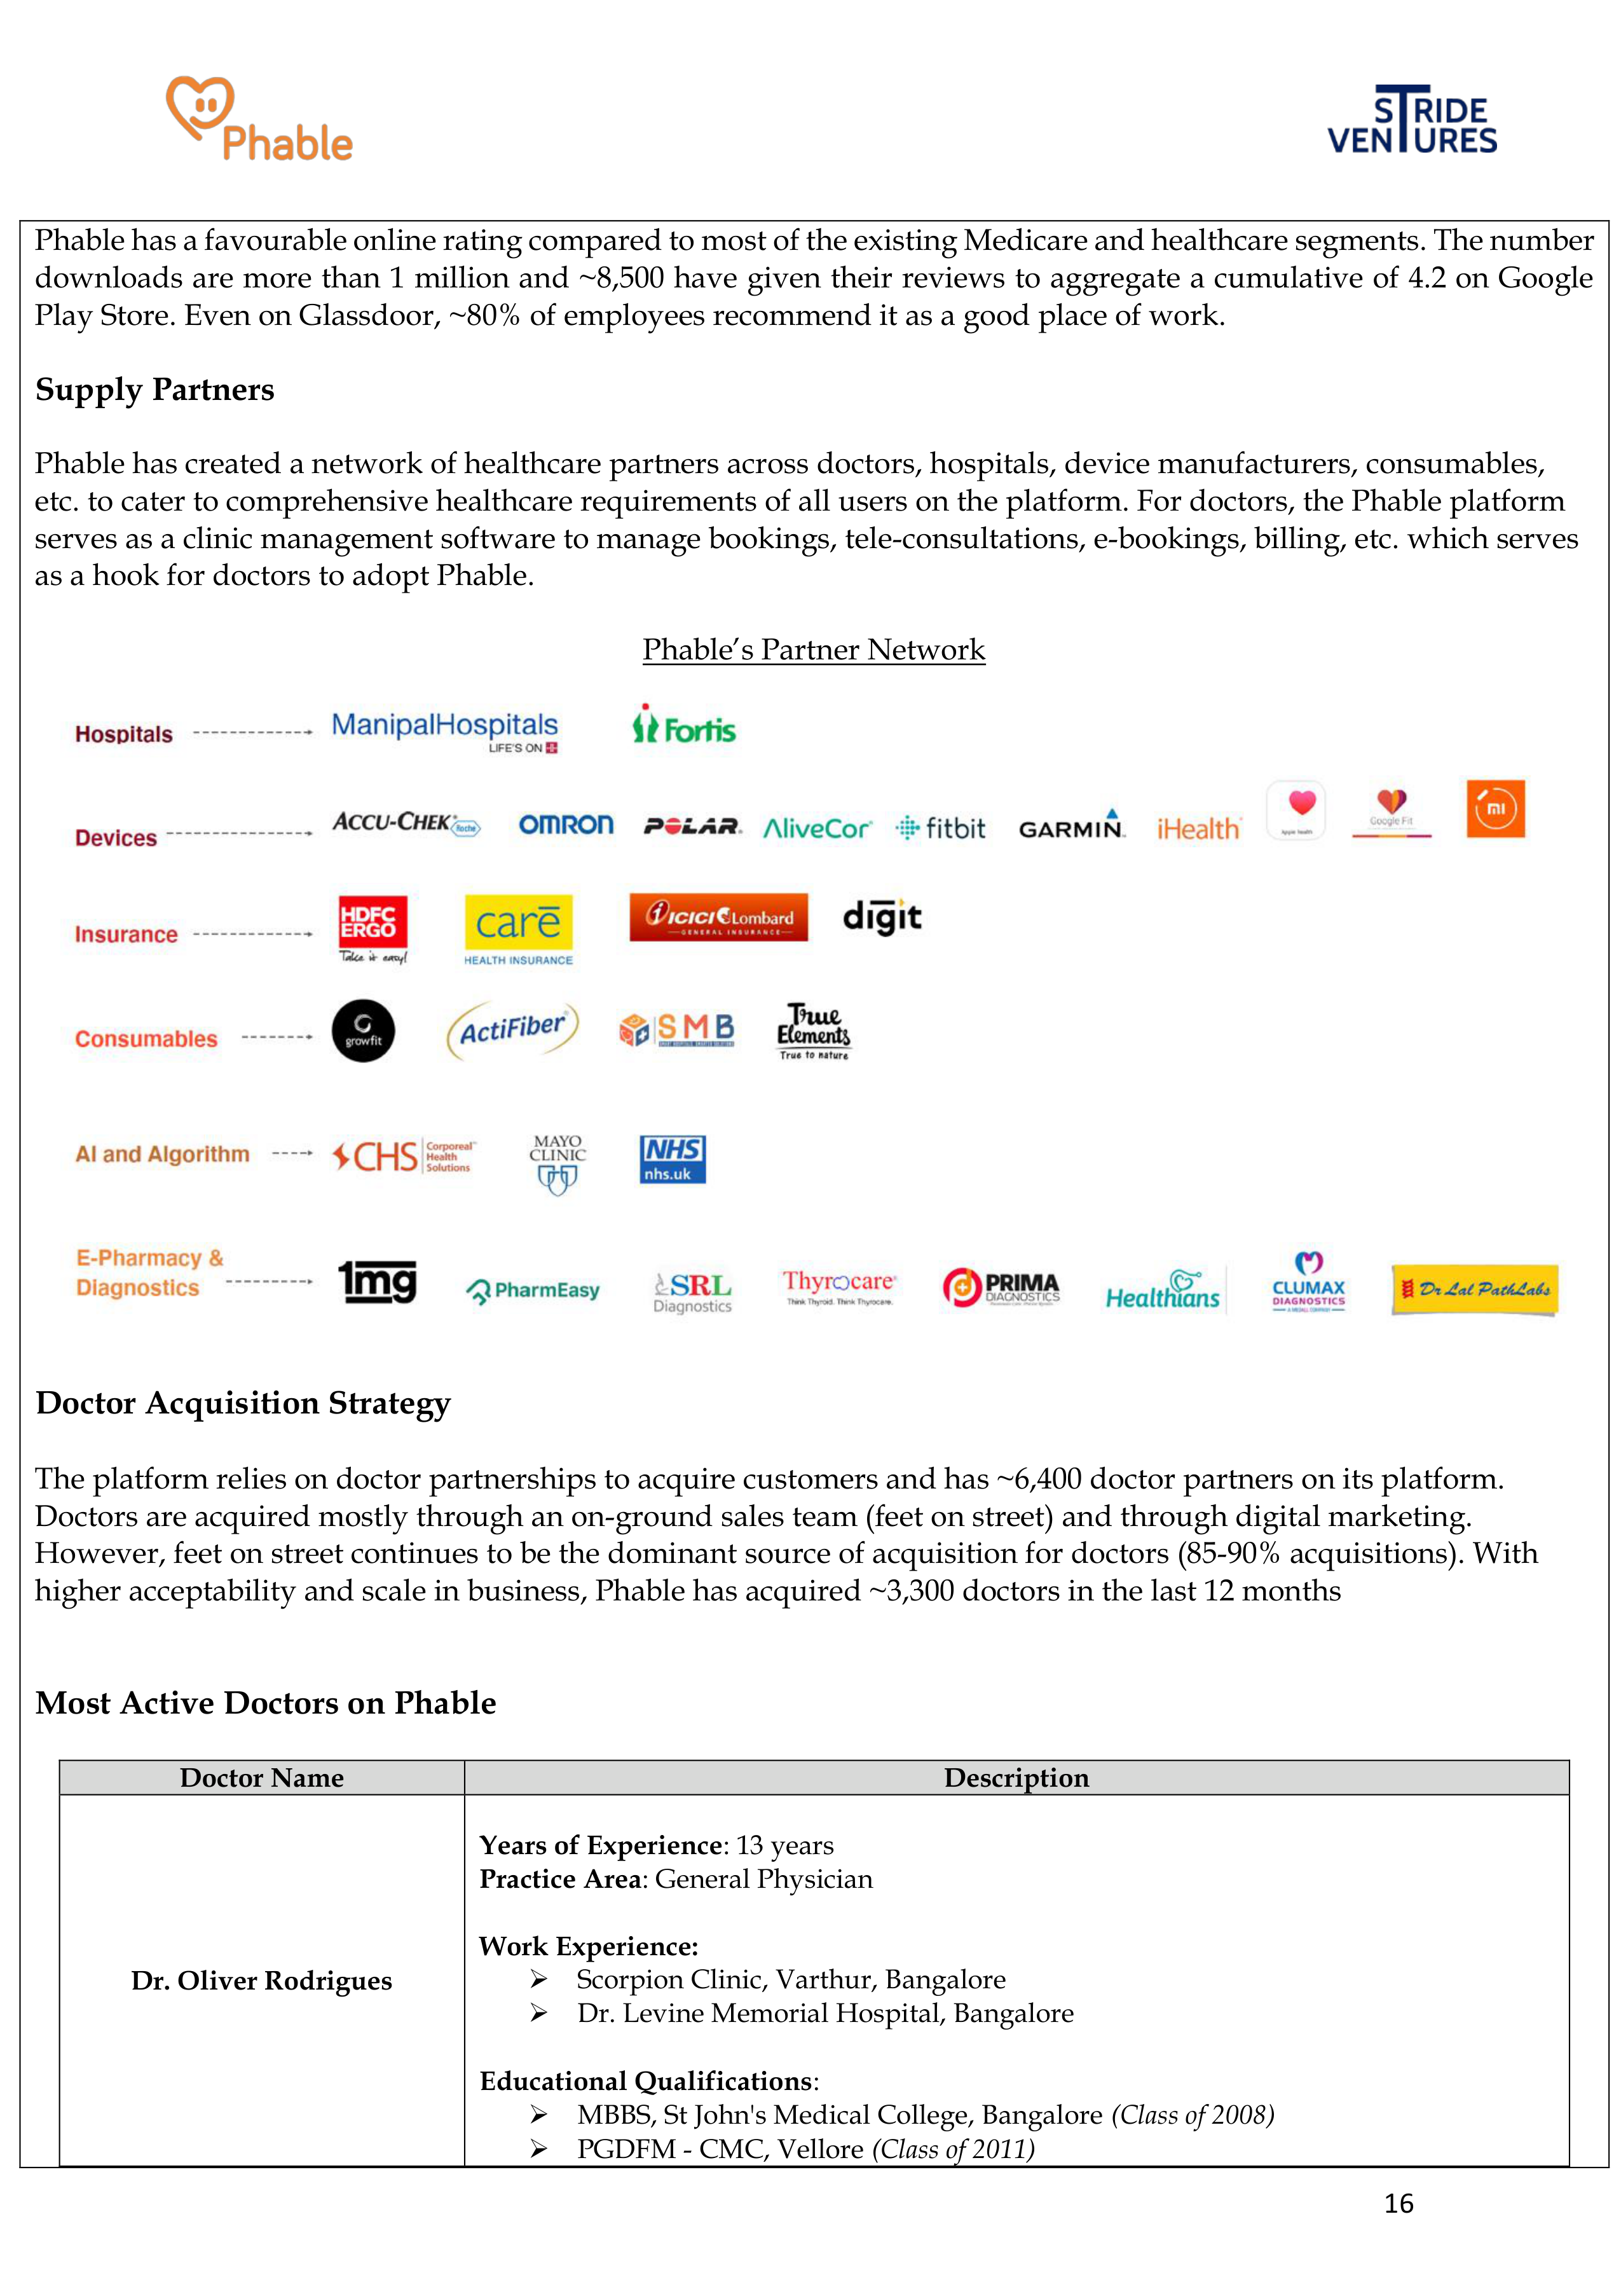 Phable
STRIDE
VENTURES
Phable has a favourable online rating compared to most of the existing Medicare and healthcare segments. The number
downloads are more than 1 million and ~8,500 have given their reviews to aggregate a cumulative of 4.2 on Google
Play Store. Even on Glassdoor, ~80% of employees recommend it as a good place of work.
Supply Partners
Phable has created a network of healthcare partners across doctors, hospitals, device manufacturers, consumables,
etc. to cater to comprehensive healthcare requirements of all users on the platform. For doctors, the Phable platform
serves as a clinic management software to manage bookings, tele-consultations, e-bookings, billing, etc. which serves
as a hook for doctors to adopt Phable.
Phable's Partner Network
Hospitals
ManipalHospitals
LIFE'S ON
Fortis
Devices
ACCU-CHEK
Roche
OMRON
POLAR
AliveCor
fitbit
GARMIN
iHealth
Apple health
Google Fit
mi
Insurance
HDFC
ERGO
Take it easy!
care
HEALTH INSURANCE
ICICI Lombard
GENERAL INSURANCE
digit
Consumables
growfit
ActiFiber
SMB
True
Elements
True to nature
AI and Algorithm
CHS
Corporeal
Health
Solutions
MAYO
CLINIC
NHS
nhs.uk
E-Pharmacy &
Diagnostics
1mg
PharmEasy
SRL
Diagnostics
Thyrocare
Think Thyroid. Think Thyrocare.
PRIMA
DIAGNOSTICS
Healthians
CLUMAX
DIAGNOSTICS
A MEDALL COMPANY
Dr Lal PathLabs
Doctor Acquisition Strategy
The platform relies on doctor partnerships to acquire customers and has ~6,400 doctor partners on its platform.
Doctors are acquired mostly through an on-ground sales team (feet on street) and through digital marketing.
However, feet on street continues to be the dominant source of acquisition for doctors (85-90% acquisitions). With
higher acceptability and scale in business, Phable has acquired ~3,300 doctors in the last 12 months
Most Active Doctors on Phable
Doctor Name
Description
Dr. Oliver Rodrigues
Years of Experience: 13 years
Practice Area: General Physician
Work Experience:
➢ Scorpion Clinic, Varthur, Bangalore
➢ Dr. Levine Memorial Hospital, Bangalore
Educational Qualifications:
➢ MBBS, St John's Medical College, Bangalore (Class of 2008)
➢ PGDFM - CMC, Vellore (Class of 2011)
16